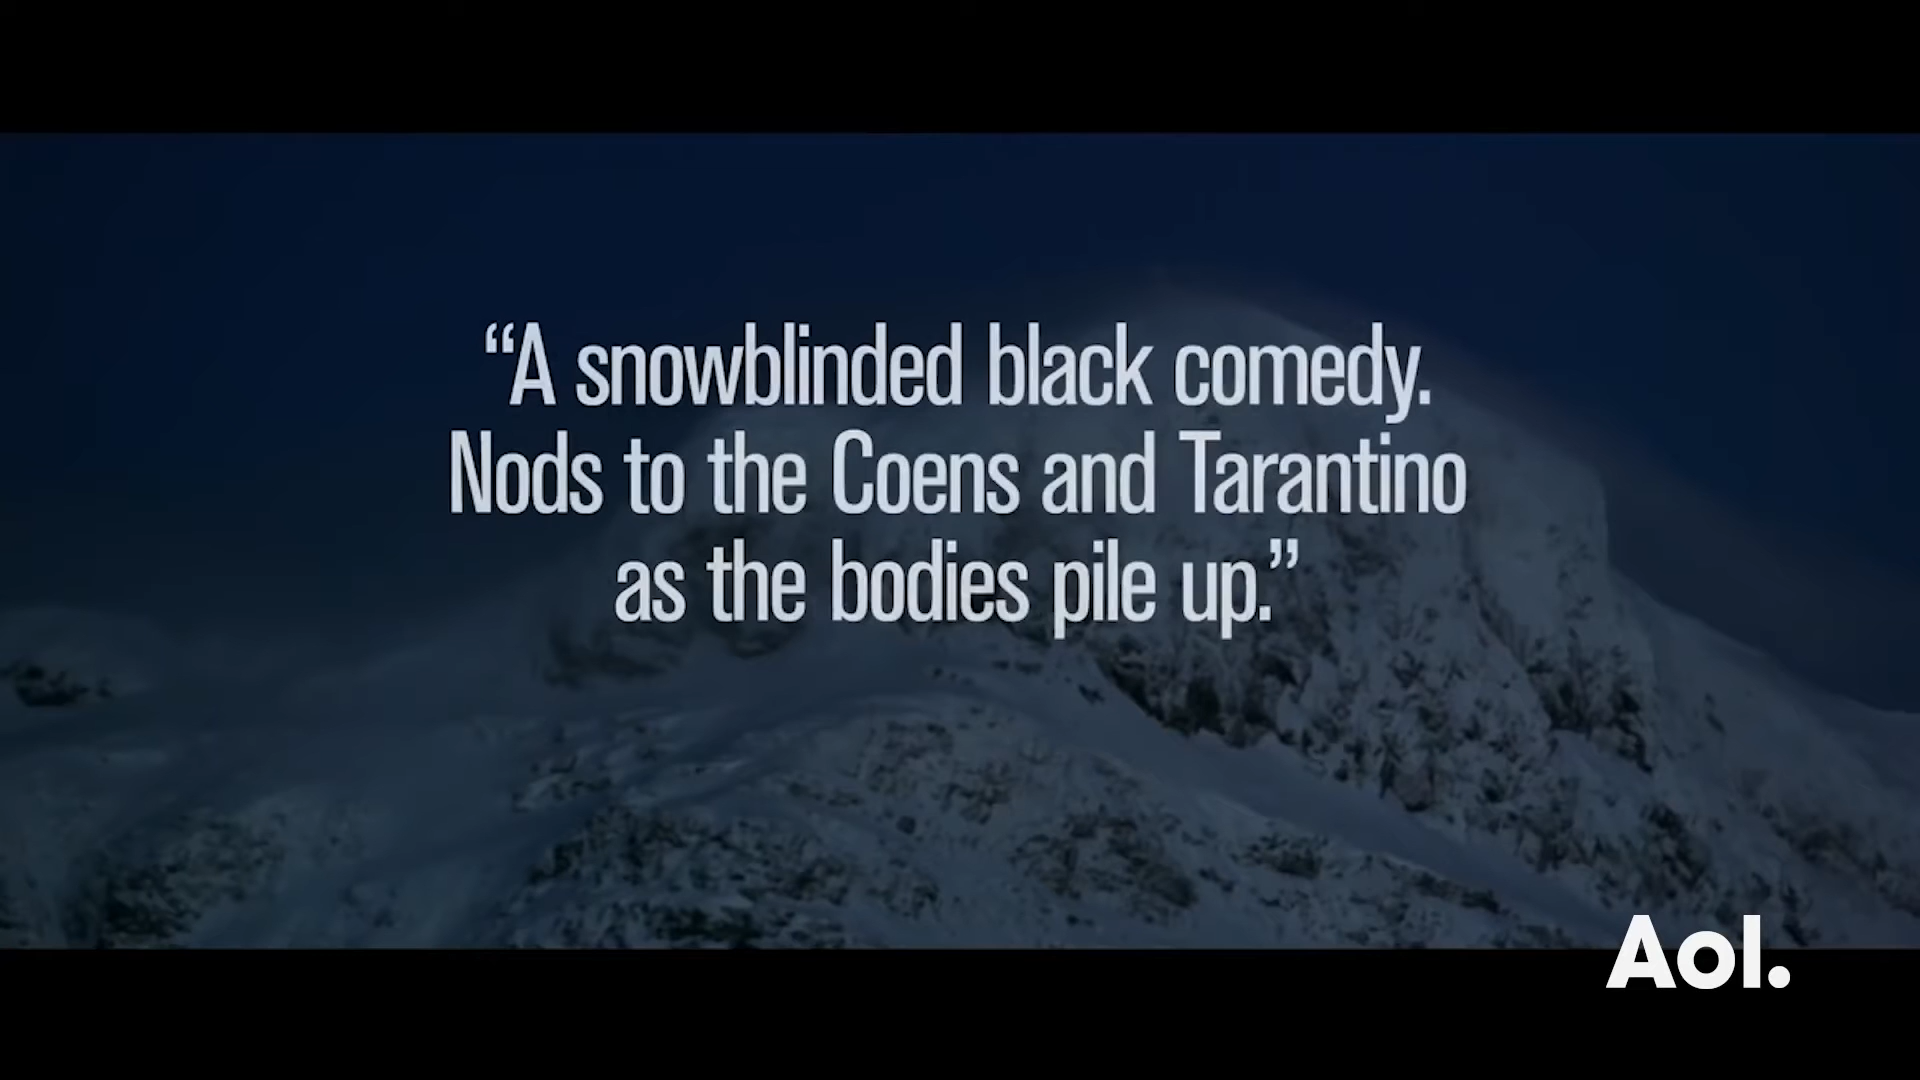 “A snowblinded black comedy.
Nods to the Coens and Tarantino
as the bodies pile up.”
Aol.